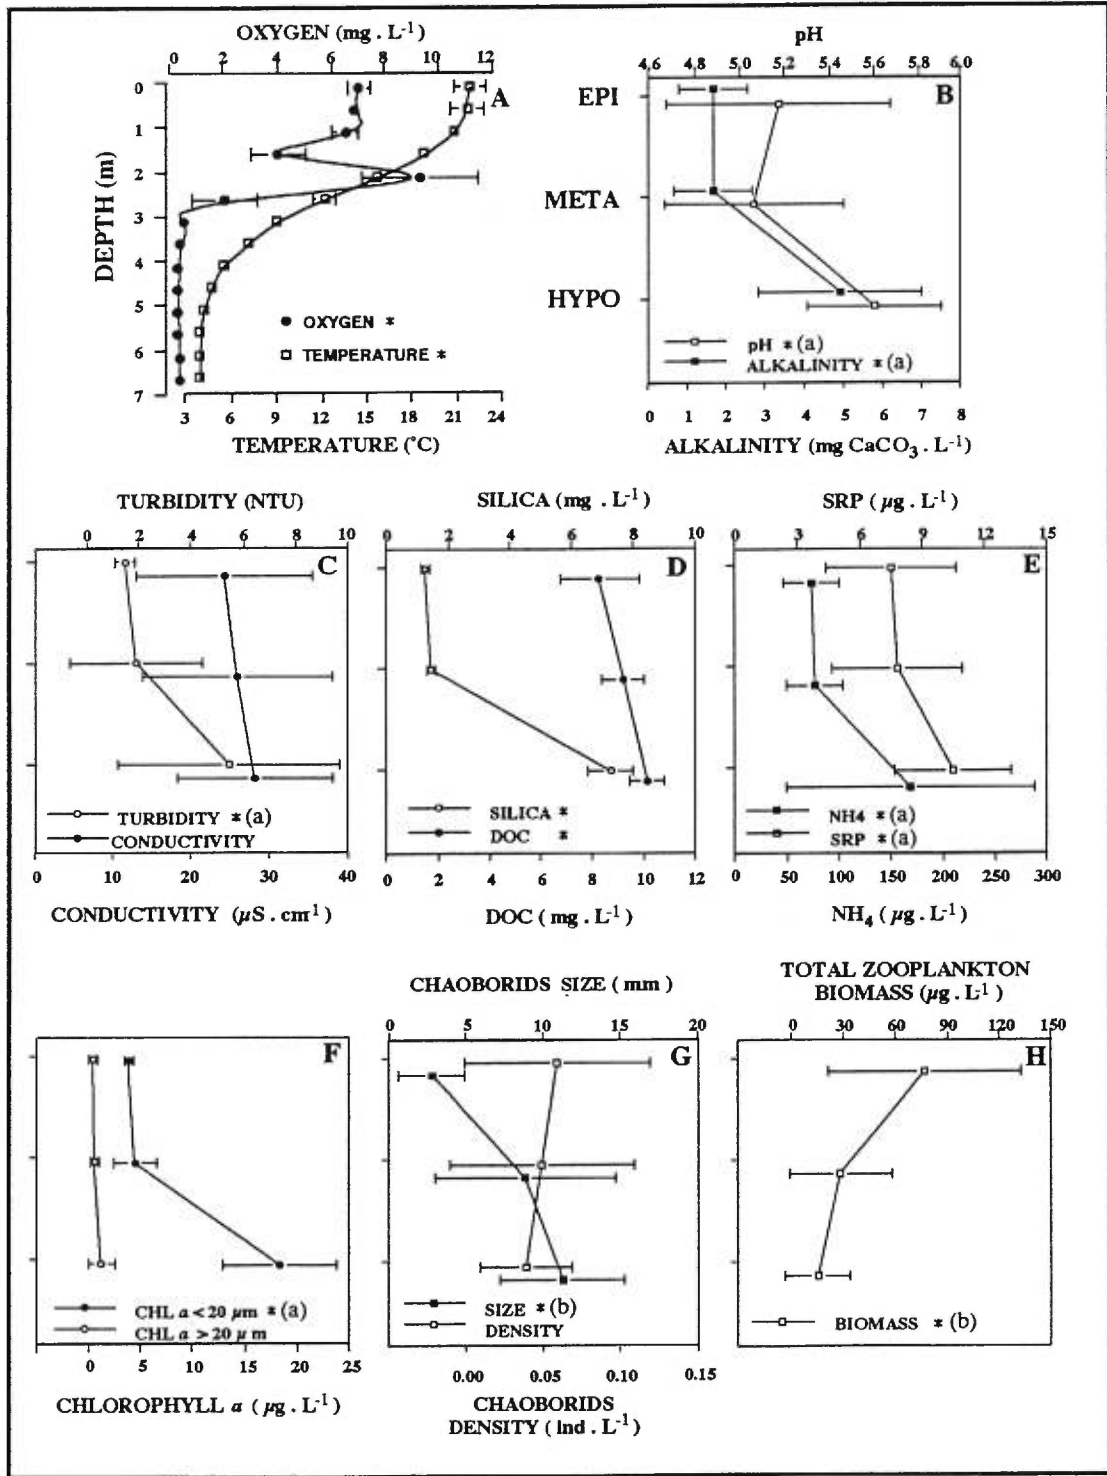 OXYGEN (mg . L-1)
0 2 4 6 8 10 11 12
A
0
1
2
3
4
5
6
7
DEPTH (m)
OXYGEN *
TEMPERATURE *
3 6 9 12 15 18 21 24
TEMPERATURE (°C)
pH
4.6 4.8 5.0 5.2 5.4 5.6 5.8 6.0
B
EPI
META
HYPO
pH * (a)
ALKALINITY * (a)
0 1 2 3 4 5 6 7 8
ALKALINITY (mg CaCO3 . L-1)
TURBIDITY (NTU)
0 2 4 6 8 10
C
TURBIDITY * (a)
CONDUCTIVITY
0 10 20 30 40
CONDUCTIVITY (µS . cm1)
SILICA (mg . L-1)
0 2 4 6 8 10
D
SILICA *
DOC *
0 2 4 6 8 10 12
DOC ( mg . L-1)
SRP ( µg . L-1)
0 3 6 9 12 15
E
NH4 * (a)
SRP * (a)
0 50 100 150 200 250 300
NH4 ( µg . L-1)
F
CHL a < 20 µm * (a)
CHL a > 20 µ m
0 5 10 15 20 25
CHLOROPHYLL a ( µg . L-1)
CHAOBORIDS SIZE ( mm )
0 5 10 15 20
G
SIZE * (b)
DENSITY
0.00 0.05 0.10 0.15
CHAOBORIDS
DENSITY ( ind . L-1)
TOTAL ZOOPLANKTON
BIOMASS (µg . L-1)
0 30 60 90 120 150
H
BIOMASS * (b)